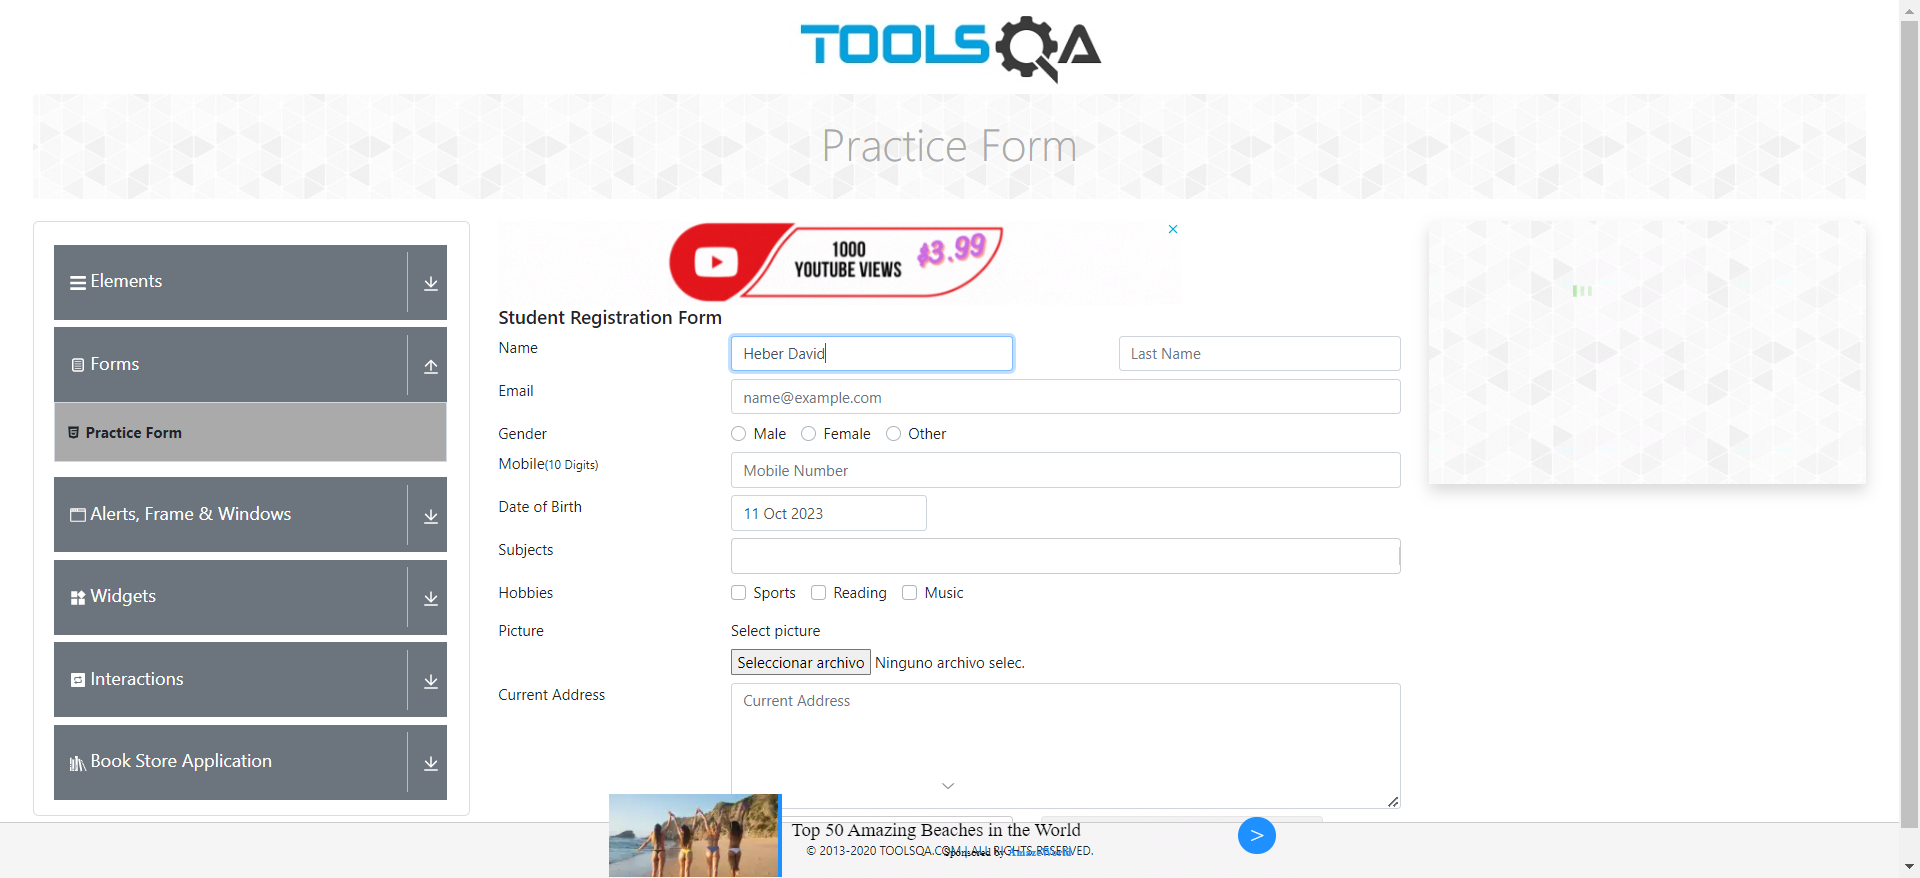 TOOLSQA
Practice Form
Elements
Forms
Practice Form
Alerts, Frame & Windows
Widgets
Interactions
Book Store Application
1000
YOUTUBE VIEWS
$3.99
Student Registration Form
Name
Heber David
Last Name
Email
name@example.com
Gender
Male
Female
Other
Mobile(10 Digits)
Mobile Number
Date of Birth
11 Oct 2023
Subjects
Hobbies
Sports
Reading
Music
Picture
Select picture
Seleccionar archivo Ninguno archivo selec.
Current Address
Current Address
Top 50 Amazing Beaches in the World
© 2013-2020 TOOLSQA.COM | ALL RIGHTS RESERVED.
Sponsored by AmazeWorld